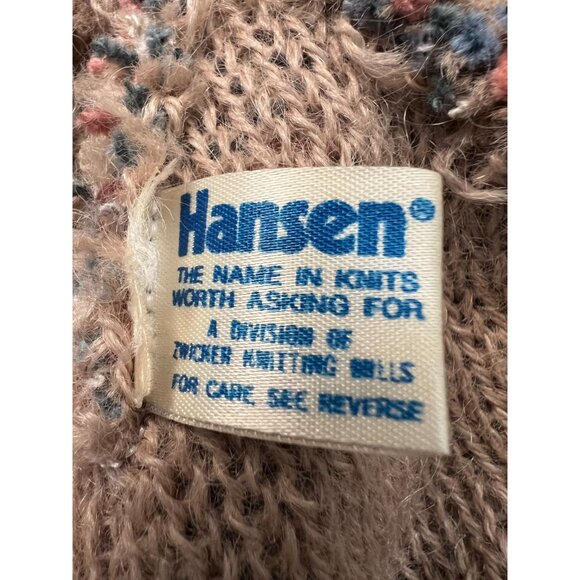 Hansen®
THE NAME IN KNITS
WORTH ASKING FOR
A DIVISION OF
ZWICKER KNITTING MILLS
FOR CARE SEE REVERSE